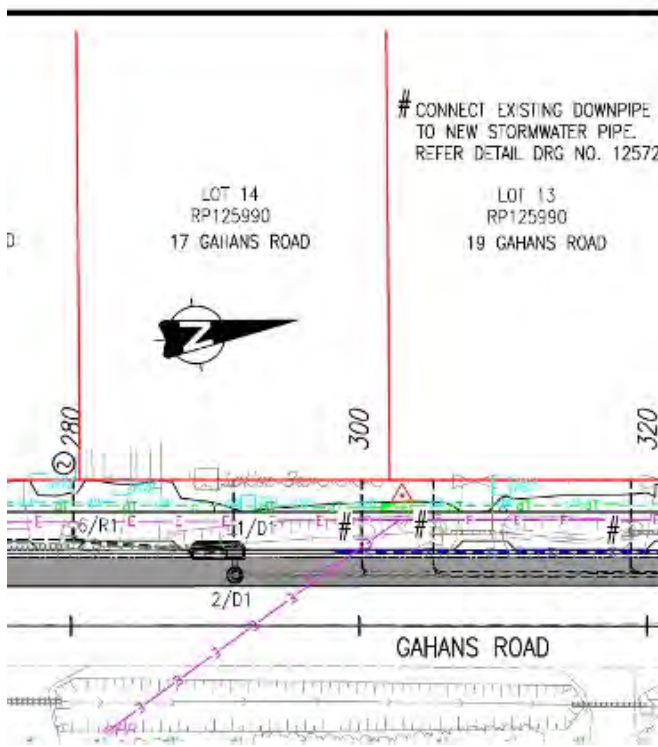 # CONNECT EXISTING DOWNPIPE
TO NEW STORMWATER PIPE.
REFER DETAIL DRG NO. 12572
LOT 14
RP125990
17 GAHANS ROAD
LOT 13
RP125990
19 GAHANS ROAD
N
2
280
300
320
6/R1
1/D1
#
#
#
2/D1
GAHANS ROAD